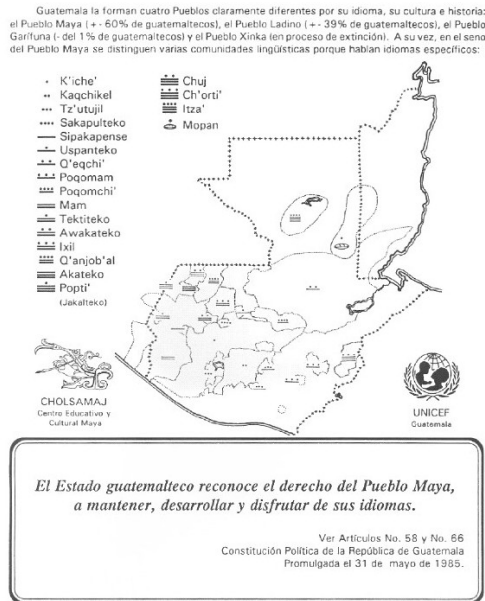 Guatemala la forman cuatro Pueblos claramente diferentes por su idioma, su cultura e historia:
el Pueblo Maya (+ - 60% de guatemaltecos), el Pueblo Ladino (+ - 39% de guatemaltecos), el Pueblo
Garífuna (- del 1% de guatemaltecos) y el Pueblo Xinka (en proceso de extinción). A su vez, en el seno
del Pueblo Maya se distinguen varias comunidades lingüísticas porque hablan idiomas específicos:
K'iche'
Kaqchikel
Tz'utujil
Sakapulteko
Sipakapense
Uspanteko
Q'eqchi'
Poqomam
Poqomchi'
Mam
Tektiteko
Awakateko
Ixil
Q'anjob'al
Akateko
Popti'
(Jakalteko)
Chuj
Ch'orti'
Itza'
Mopan
CHOLSAMAJ
Centro Educativo y
Cultural Maya
UNICEF
Guatemala
El Estado guatemalteco reconoce el derecho del Pueblo Maya,
a mantener, desarrollar y disfrutar de sus idiomas.
Ver Artículos No. 58 y No. 66
Constitución Política de la República de Guatemala
Promulgada el 31 de mayo de 1985.